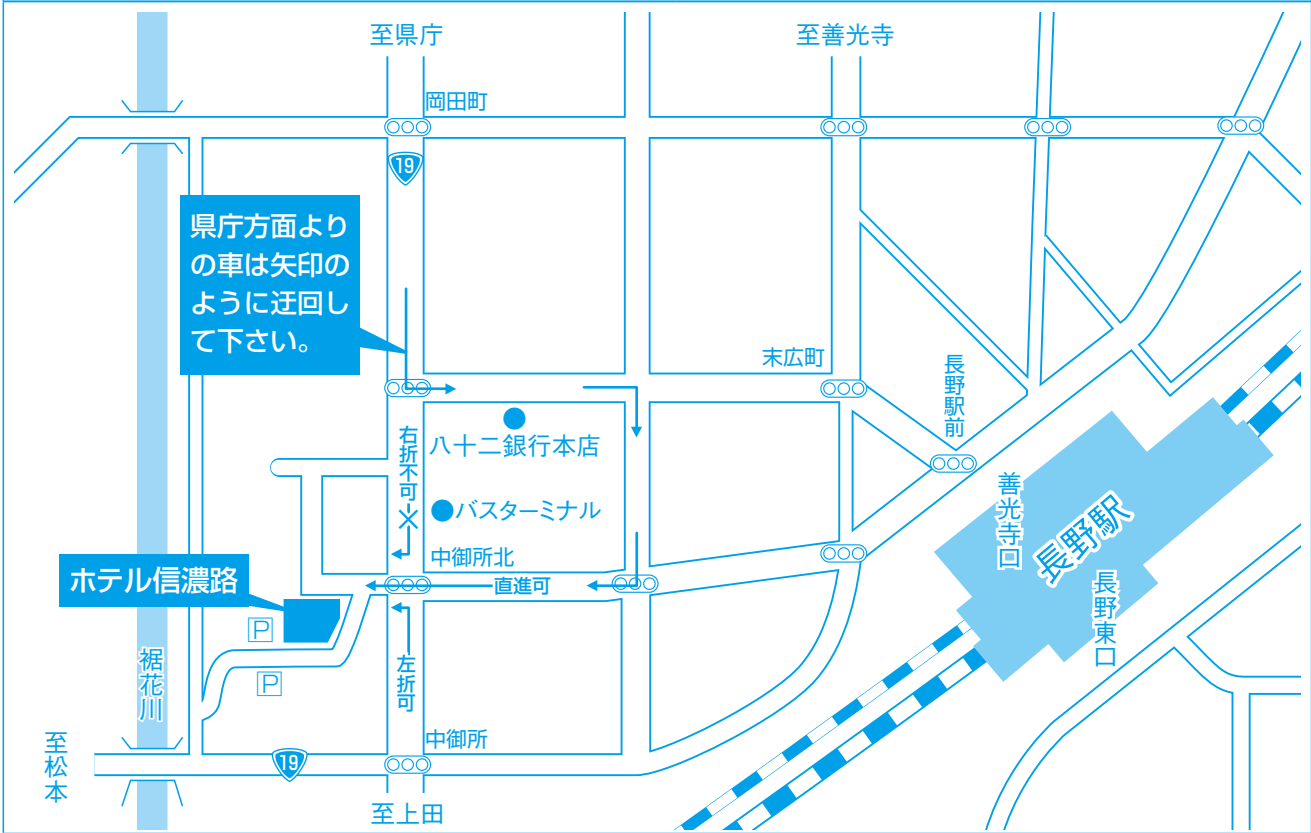 至県庁
至善光寺
岡田町
19
県庁方面より
の車は矢印の
ように迂回し
て下さい。
末広町
長野駅前
右折不可
八十二銀行本店
バスターミナル
善光寺口
長野駅
長野東口
中御所北
直進可
ホテル信濃路
P
P
裾花川
左折可
中御所
至松本
19
至上田